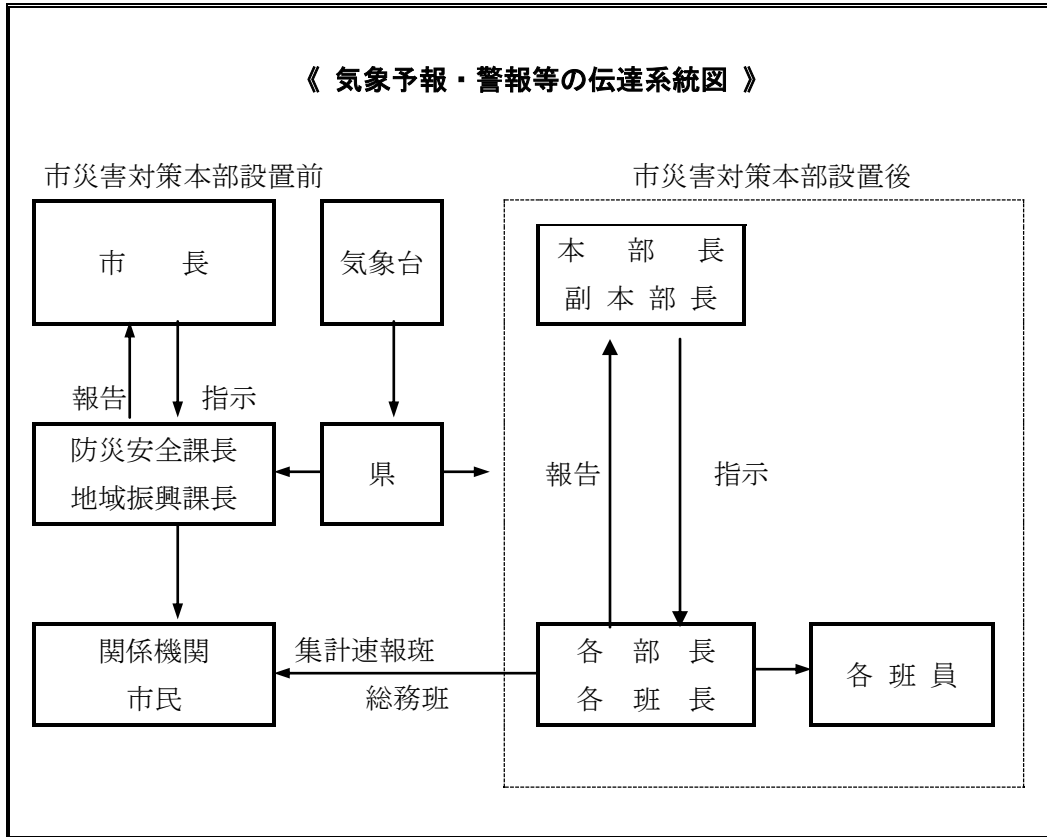 《 気象予報・警報等の伝達系統図 》
市災害対策本部設置前
市災害対策本部設置後
市　　長
気象台
本　部　長
副 本 部 長
報告
指示
防災安全課長
地域振興課長
県
報告
指示
関係機関
市民
集計速報班
総務班
各　部　長
各　班　長
各 班 員